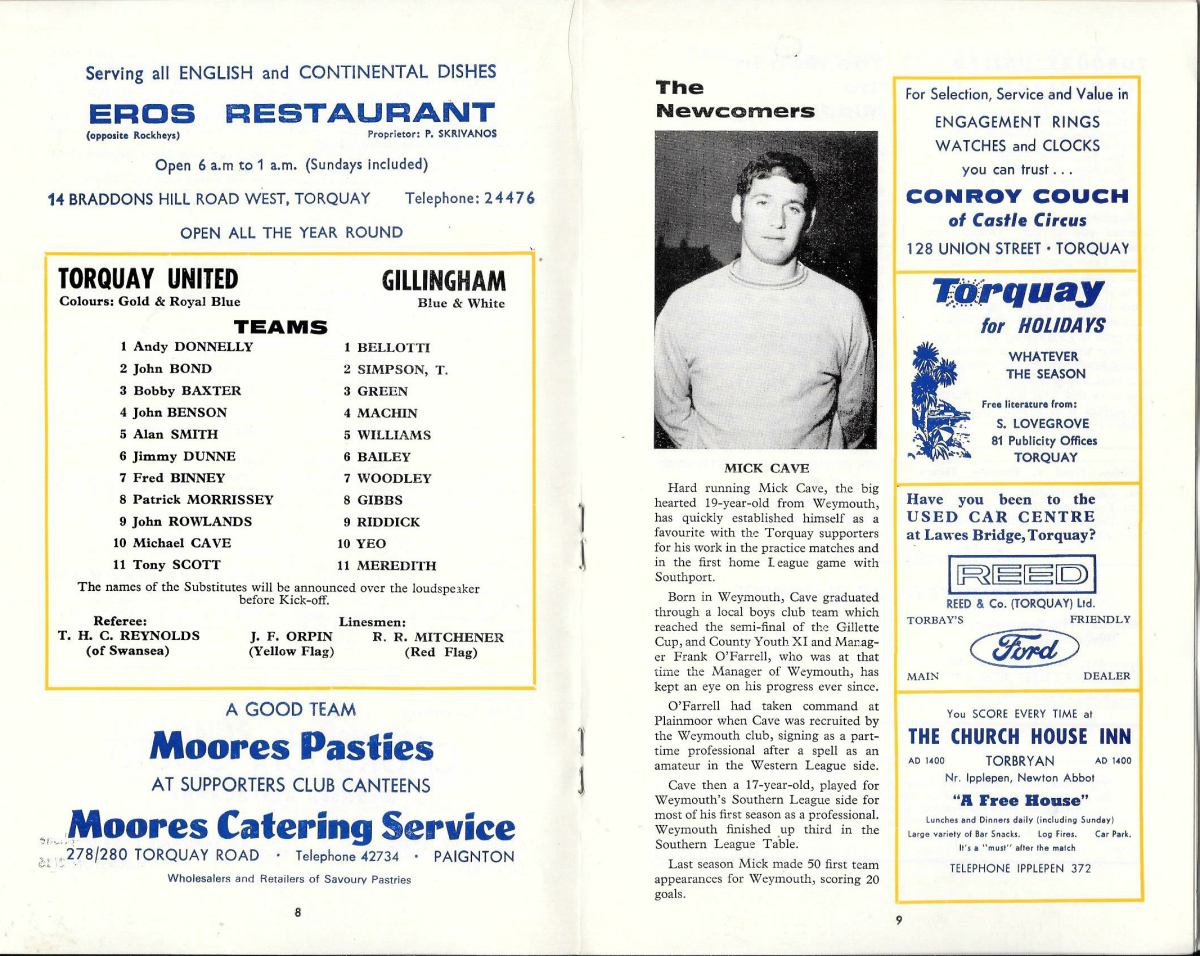 Serving all ENGLISH and CONTINENTAL DISHES
EROS RESTAURANT
(opposite Rockheys) Proprietor: P. SKRIVANOS
Open 6 a.m to 1 a.m. (Sundays included)
14 BRADDONS HILL ROAD WEST, TORQUAY Telephone: 24476
OPEN ALL THE YEAR ROUND
TORQUAY UNITED GILLINGHAM
Colours: Gold & Royal Blue Blue & White
TEAMS
1 Andy DONNELLY 1 BELLOTTI
2 John BOND 2 SIMPSON, T.
3 Bobby BAXTER 3 GREEN
4 John BENSON 4 MACHIN
5 Alan SMITH 5 WILLIAMS
6 Jimmy DUNNE 6 BAILEY
7 Fred BINNEY 7 WOODLEY
8 Patrick MORRISSEY 8 GIBBS
9 John ROWLANDS 9 RIDDICK
10 Michael CAVE 10 YEO
11 Tony SCOTT 11 MEREDITH
The names of the Substitutes will be announced over the loudspeaker
before Kick-off.
Referee: Linesmen:
T. H. C. REYNOLDS J. F. ORPIN R. R. MITCHENER
(of Swansea) (Yellow Flag) (Red Flag)
A GOOD TEAM
Moores Pasties
AT SUPPORTERS CLUB CANTEENS
Moores Catering Service
278/280 TORQUAY ROAD · Telephone 42734 · PAIGNTON
Wholesalers and Retailers of Savoury Pastries
8
The
Newcomers
MICK CAVE
Hard running Mick Cave, the big
hearted 19-year-old from Weymouth,
has quickly established himself as a
favourite with the Torquay supporters
for his work in the practice matches and
in the first home League game with
Southport.
Born in Weymouth, Cave graduated
through a local boys club team which
reached the semi-final of the Gillette
Cup, and County Youth XI and Manag-
er Frank O'Farrell, who was at that
time the Manager of Weymouth, has
kept an eye on his progress ever since.
O'Farrell had taken command at
Plainmoor when Cave was recruited by
the Weymouth club, signing as a part-
time professional after a spell as an
amateur in the Western League side.
Cave then a 17-year-old, played for
Weymouth's Southern League side for
most of his first season as a professional.
Weymouth finished up third in the
Southern League Table.
Last season Mick made 50 first team
appearances for Weymouth, scoring 20
goals.
For Selection, Service and Value in
ENGAGEMENT RINGS
WATCHES and CLOCKS
you can trust . . .
CONROY COUCH
of Castle Circus
128 UNION STREET · TORQUAY
Torquay
for HOLIDAYS
WHATEVER
THE SEASON
Free literature from:
S. LOVEGROVE
81 Publicity Offices
TORQUAY
Have you been to the
USED CAR CENTRE
at Lawes Bridge, Torquay?
REED
REED & Co. (TORQUAY) Ltd.
TORBAY'S FRIENDLY
Ford
MAIN DEALER
You SCORE EVERY TIME at
THE CHURCH HOUSE INN
AD 1400 TORBRYAN AD 1400
Nr. Ipplepen, Newton Abbot
"A Free House"
Lunches and Dinners daily (including Sunday)
Large variety of Bar Snacks. Log Fires. Car Park.
It's a "must" after the match
TELEPHONE IPPLEPEN 372
9